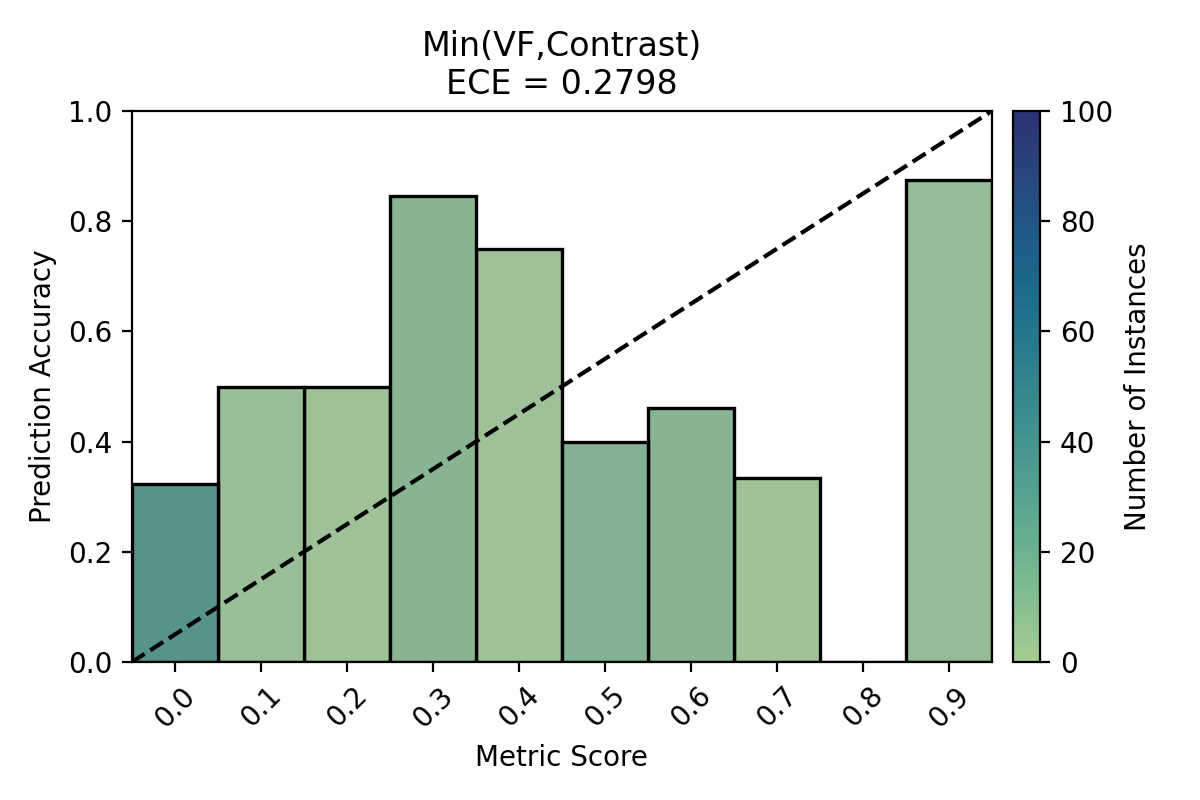 Min(VF,Contrast)
ECE = 0.2798
1.0
0.8
0.6
0.4
0.2
0.0
Prediction Accuracy
0.0 0.1 0.2 0.3 0.4 0.5 0.6 0.7 0.8 0.9
Metric Score
100
80
60
40
20
0
Number of Instances